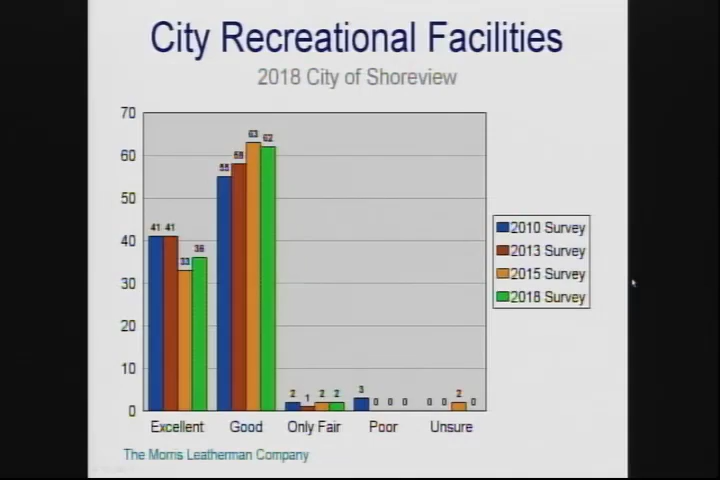 City Recreational Facilities
2018 City of Shoreview
70
60
50
40
30
20
10
0
41 41 33 36
55 58 63 62
2 1 2 2
3 0 0 0
0 0 2 0
Excellent Good Only Fair Poor Unsure
2010 Survey
2013 Survey
2015 Survey
2018 Survey
The Morris Leatherman Company